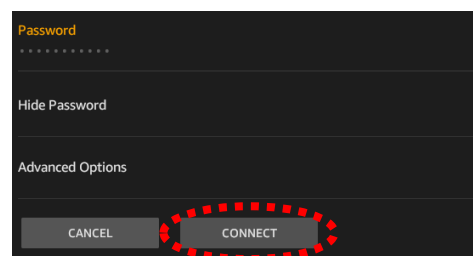 Password
•••••••••••
Hide Password
Advanced Options
CANCEL CONNECT